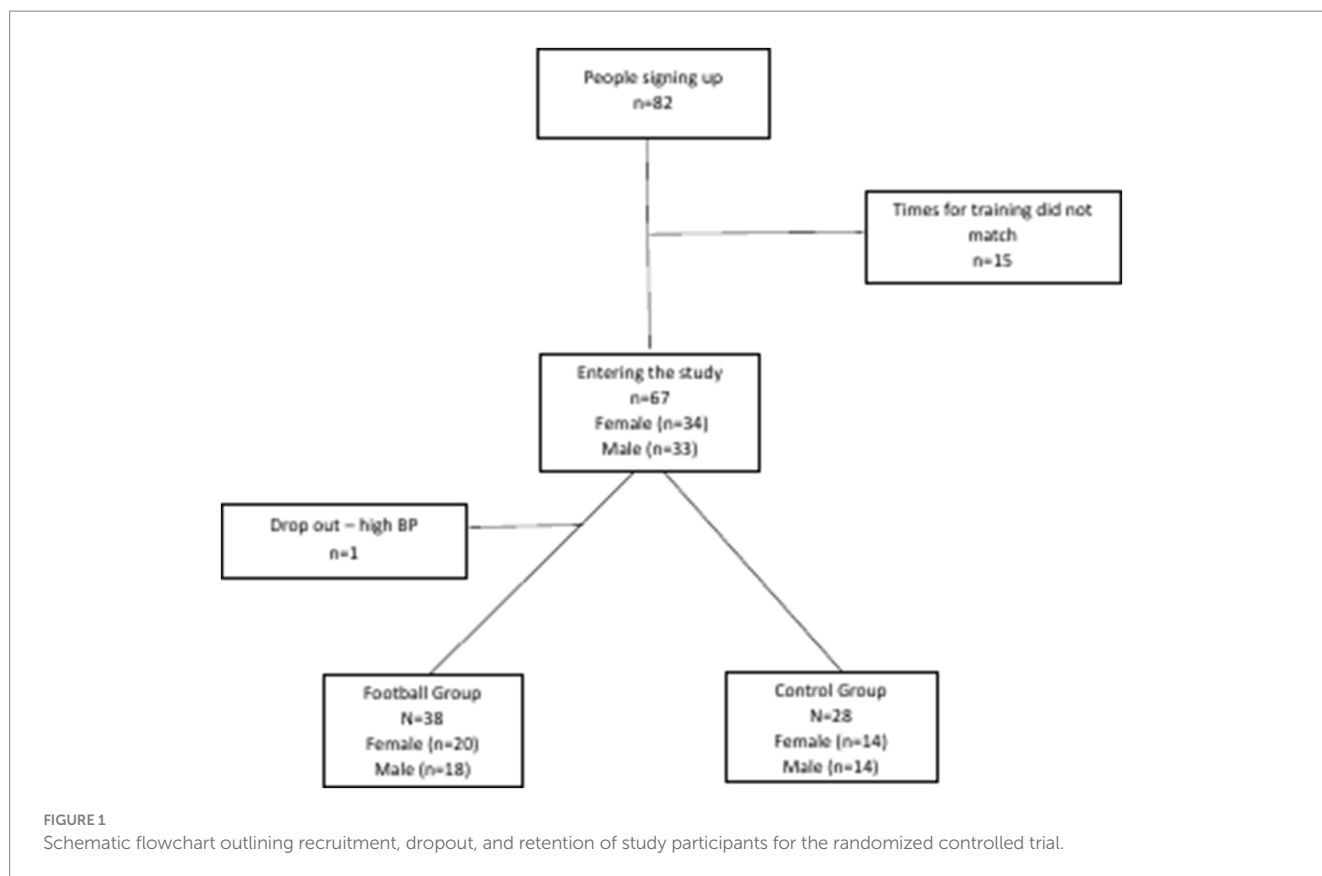 People signing up
n=82
Times for training did not
match
n=15
Entering the study
n=67
Female (n=34)
Male (n=33)
Drop out – high BP
n=1
Football Group
N=38
Female (n=20)
Male (n=18)
Control Group
N=28
Female (n=14)
Male (n=14)
FIGURE 1
Schematic flowchart outlining recruitment, dropout, and retention of study participants for the randomized controlled trial.